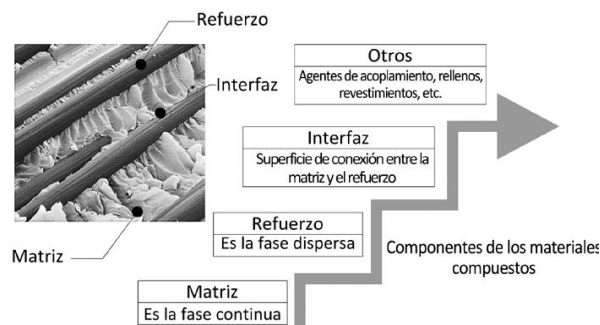 Refuerzo
Interfaz
Matriz
Otros
Agentes de acoplamiento, rellenos,
revestimientos, etc.
Interfaz
Superficie de conexión entre la
matriz y el refuerzo
Refuerzo
Es la fase dispersa
Matriz
Es la fase continua
Componentes de los materiales
compuestos